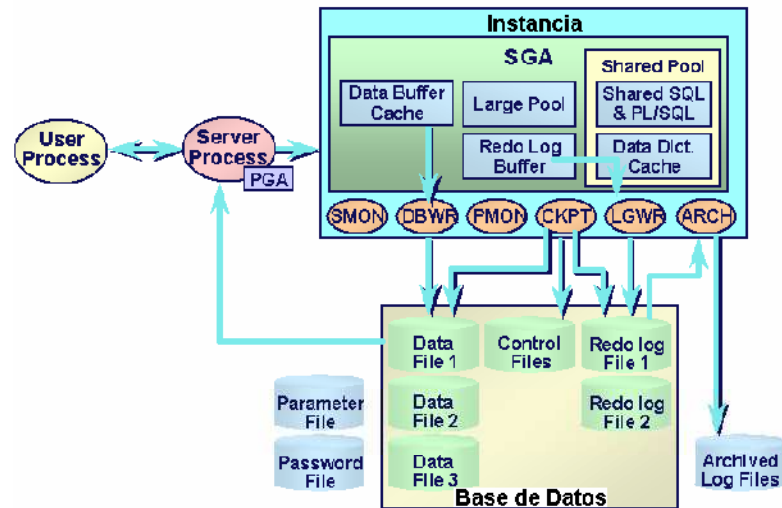 Instancia
SGA
Shared Pool
Data Buffer
Cache
Large Pool
Shared SQL
& PL/SQL
Redo Log
Buffer
Data Dict.
Cache
User
Process
Server
Process
PGA
SMON
DBWR
PMON
CKPT
LGWR
ARCH
Data
File 1
Control
Files
Redo log
File 1
Parameter
File
Data
File 2
Redo log
File 2
Password
File
Data
File 3
Archived
Log Files
Base de Datos